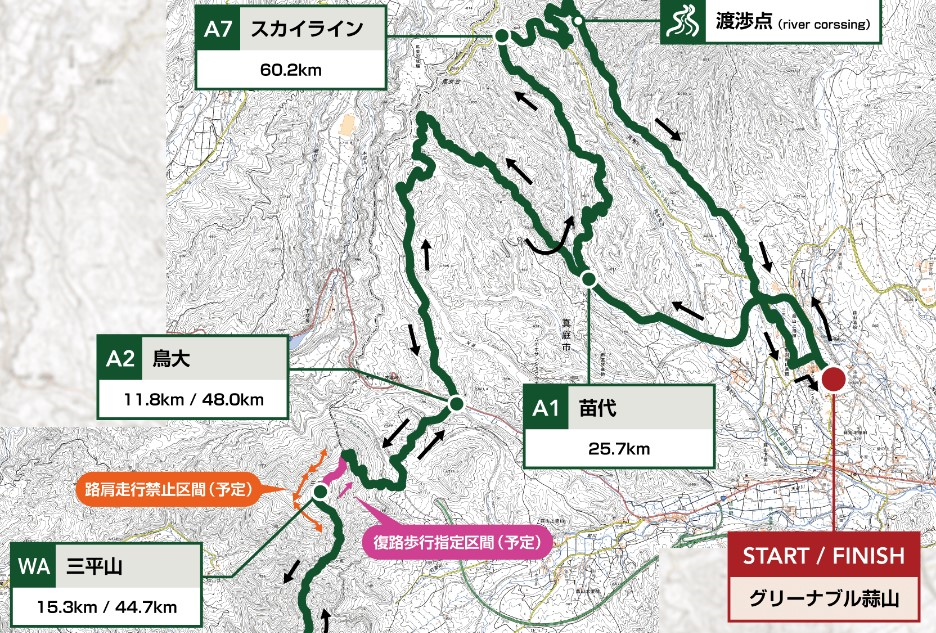 A7 スカイライン
60.2km
渡渉点 (river corssing)
A2 鳥大
11.8km / 48.0km
真庭市
A1 苗代
25.7km
路肩走行禁止区間(予定)
復路歩行指定区間(予定)
WA 三平山
15.3km / 44.7km
START / FINISH
グリーナブル蒜山